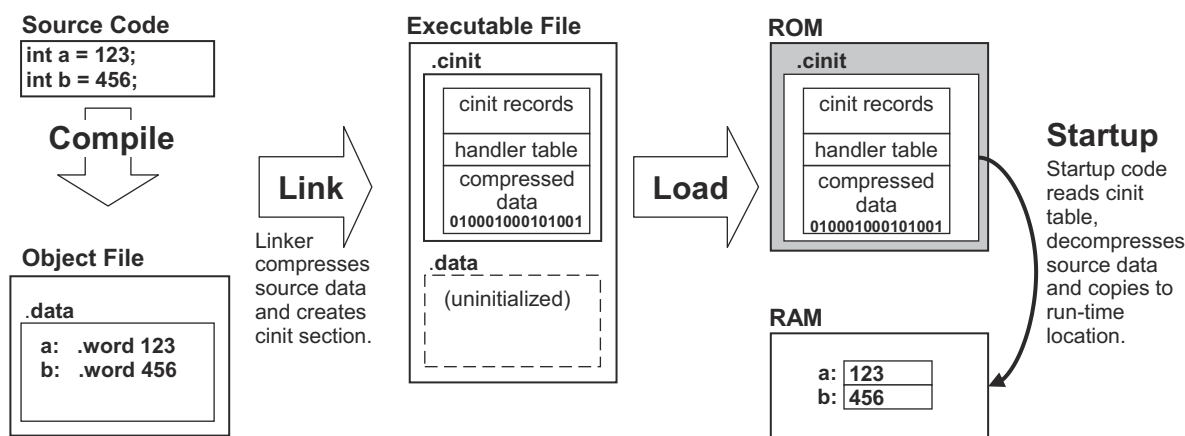 Source Code
int a = 123;
int b = 456;
Compile
Object File
.data
a: .word 123
b: .word 456
Link
Linker
compresses
source data
and creates
cinit section.
Executable File
.cinit
cinit records
handler table
compressed
data
010001000101001
.data
(uninitialized)
Load
ROM
.cinit
cinit records
handler table
compressed
data
010001000101001
RAM
a: 123
b: 456
Startup
Startup code
reads cinit
table,
decompresses
source data
and copies to
run-time
location.